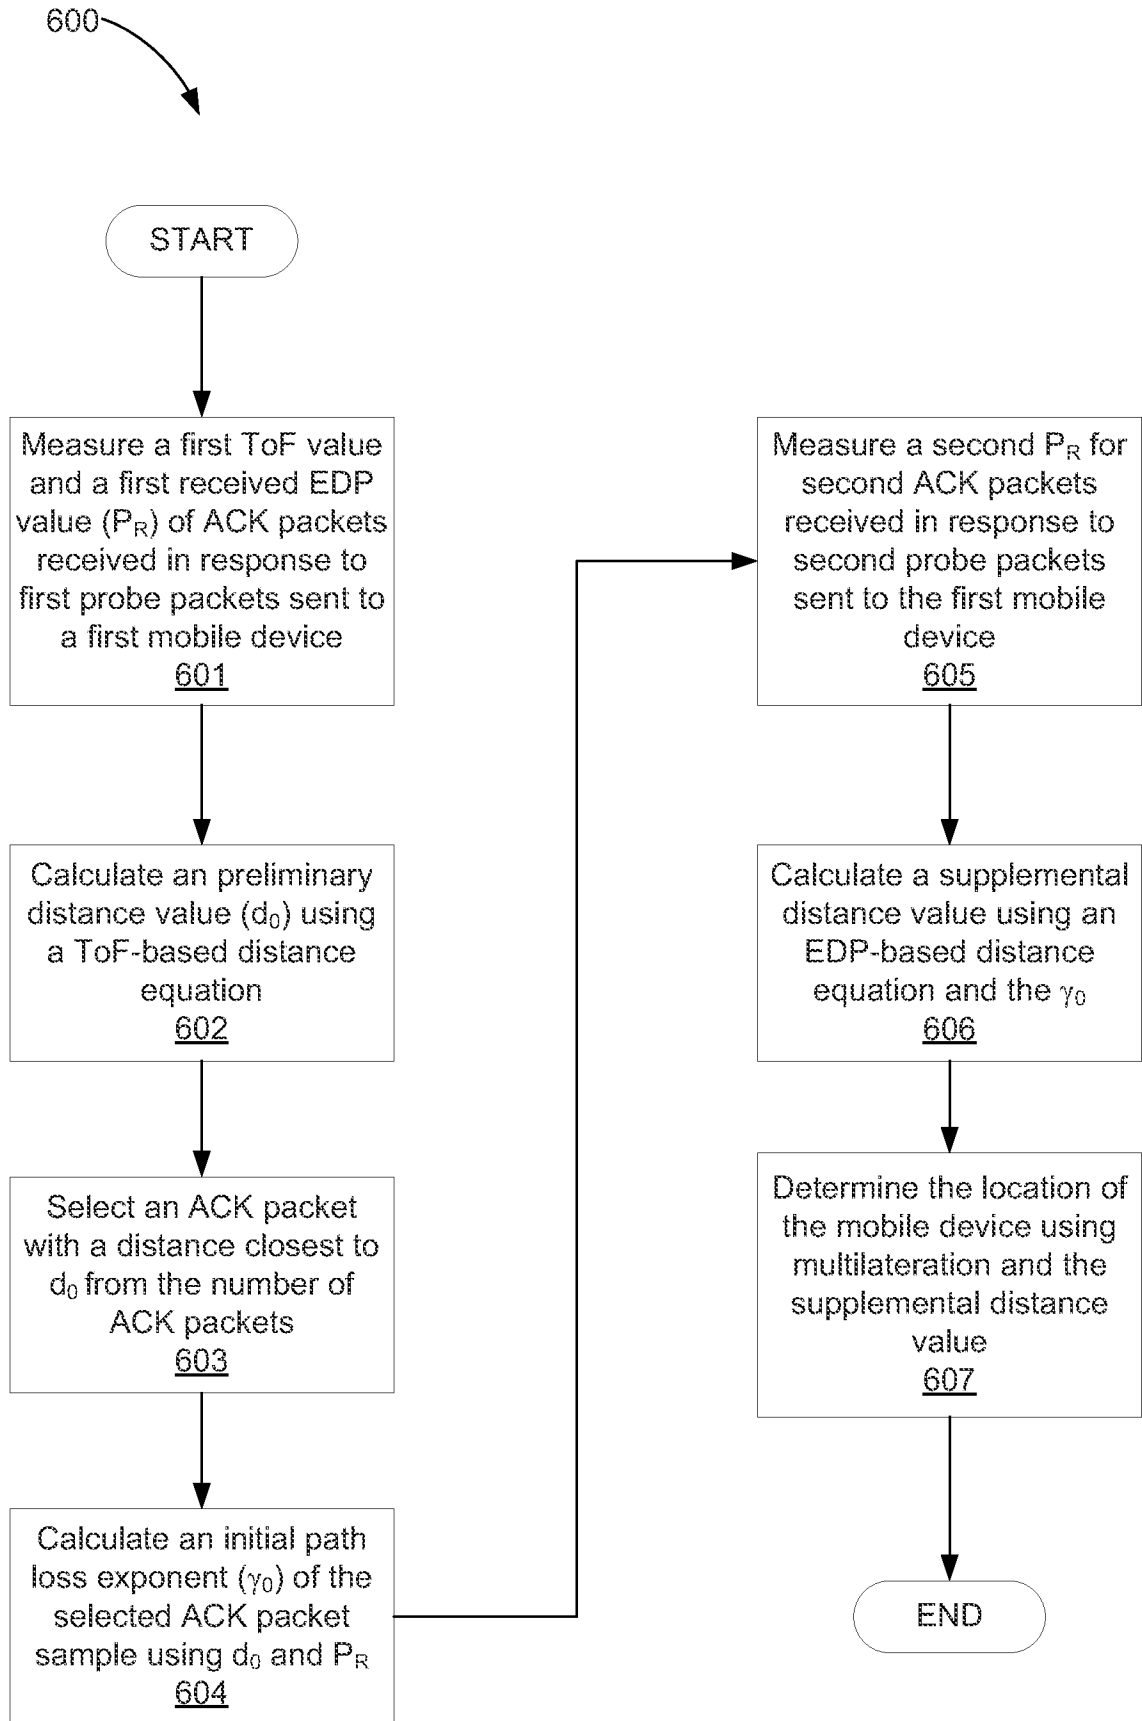 600
START
Measure a first ToF value
and a first received EDP
value (P_R) of ACK packets
received in response to
first probe packets sent to
a first mobile device
601
Calculate an preliminary
distance value (d₀) using
a ToF-based distance
equation
602
Select an ACK packet
with a distance closest to
d₀ from the number of
ACK packets
603
Calculate an initial path
loss exponent (γ₀) of the
selected ACK packet
sample using d₀ and P_R
604
Measure a second P_R for
second ACK packets
received in response to
second probe packets
sent to the first mobile
device
605
Calculate a supplemental
distance value using an
EDP-based distance
equation and the γ₀
606
Determine the location of
the mobile device using
multilateration and the
supplemental distance
value
607
END